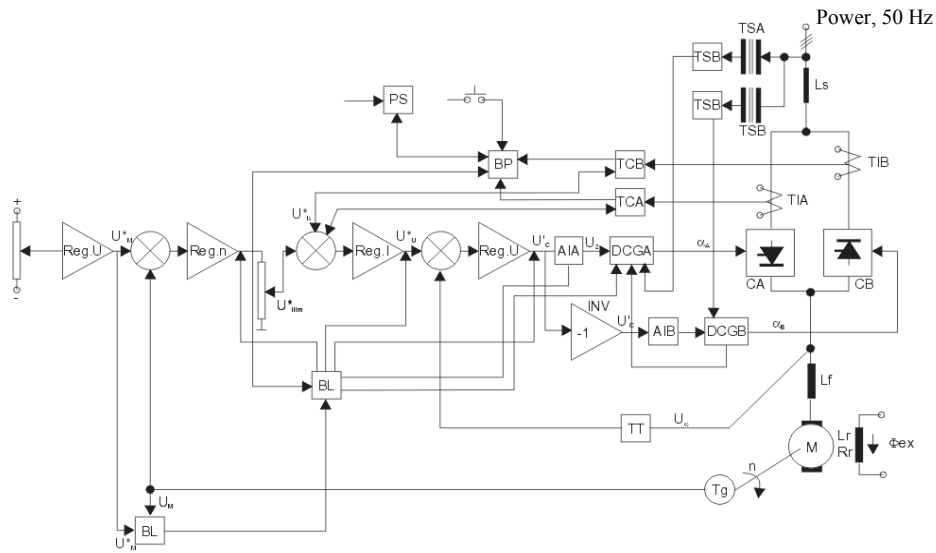 Power, 50 Hz
TSA
TSB
TSB
TSB
Ls
PS
BP
TCB
TIB
TCA
TIA
+
-
Reg.U
U*M
Reg.n
U*lim
Reg.I
U*u
Reg.U
U'c
AIA
U2
DCGA
αA
CA
CB
INV
-1
U'c
AIB
DCGB
αB
BL
TT
Lf
M
Lr
Rr
Φex
n
Tg
UM
BL
U*M